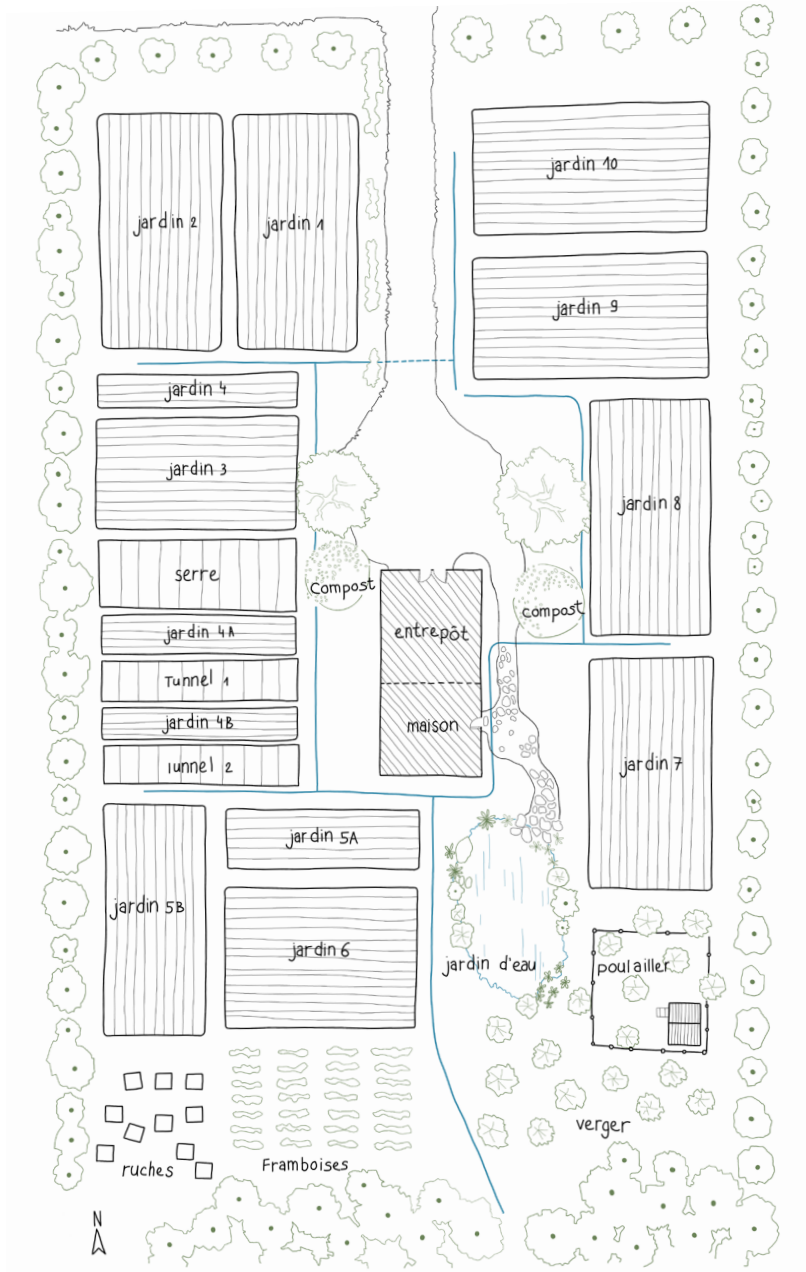 jardin 2
jardin 1
jardin 10
jardin 9
jardin 4
jardin 3
jardin 8
serre
compost
compost
entrepôt
jardin 4A
Tunnel 1
jardin 4B
maison
Tunnel 2
jardin 7
jardin 5A
jardin 5B
jardin 6
jardin d'eau
poulailler
verger
ruches
Framboises
N